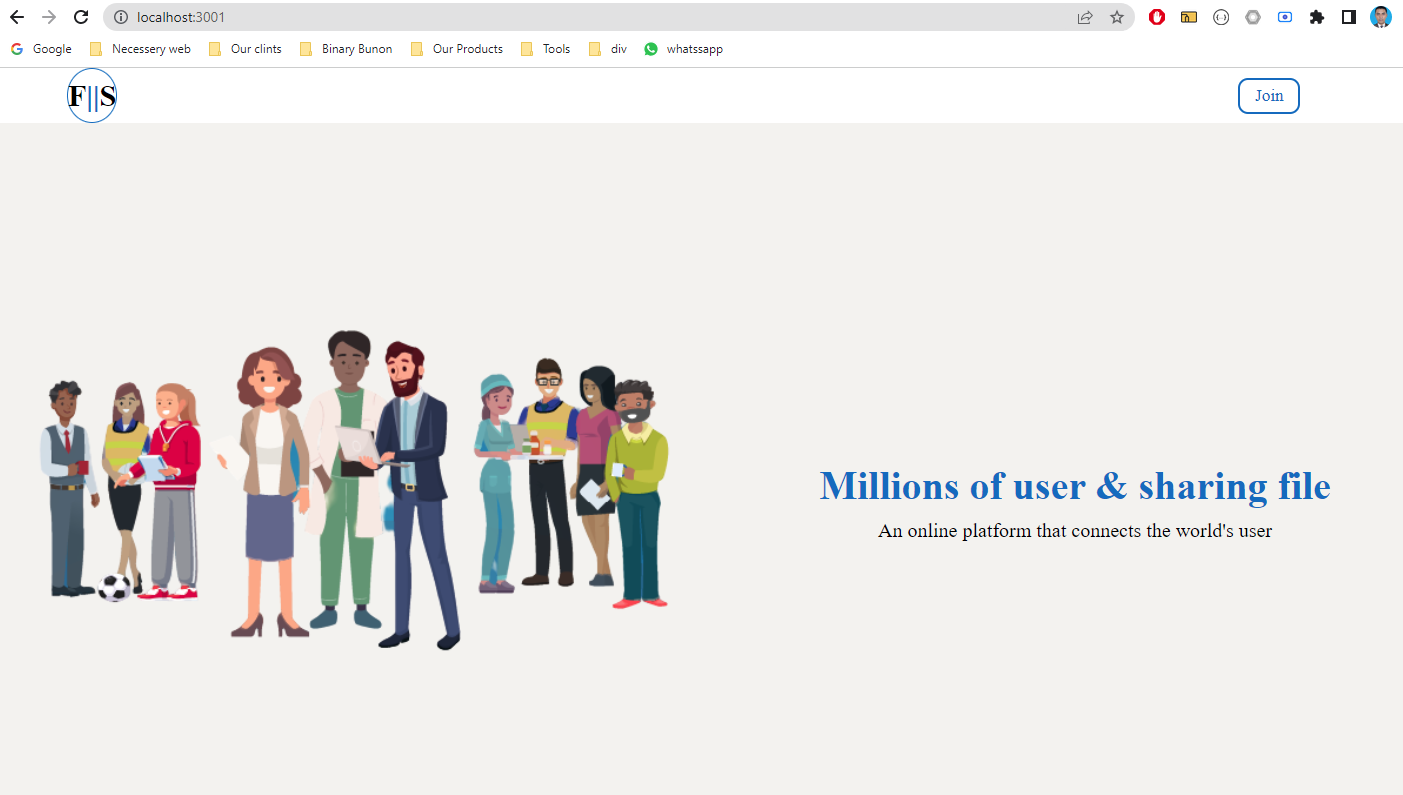 localhost:3001
Google Necessery web Our clints Binary Bunon Our Products Tools div whatssapp
F||S Join
Millions of user & sharing file
An online platform that connects the world's user